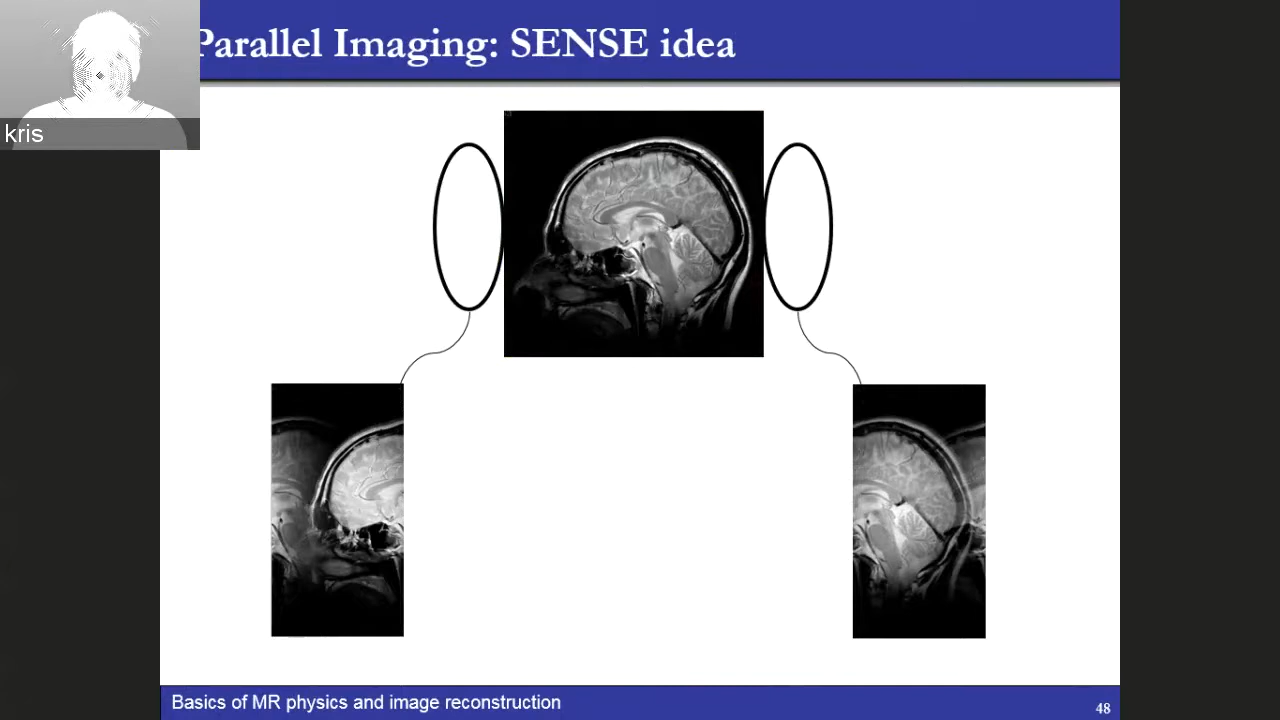 Parallel Imaging: SENSE idea
kris
Basics of MR physics and image reconstruction
48